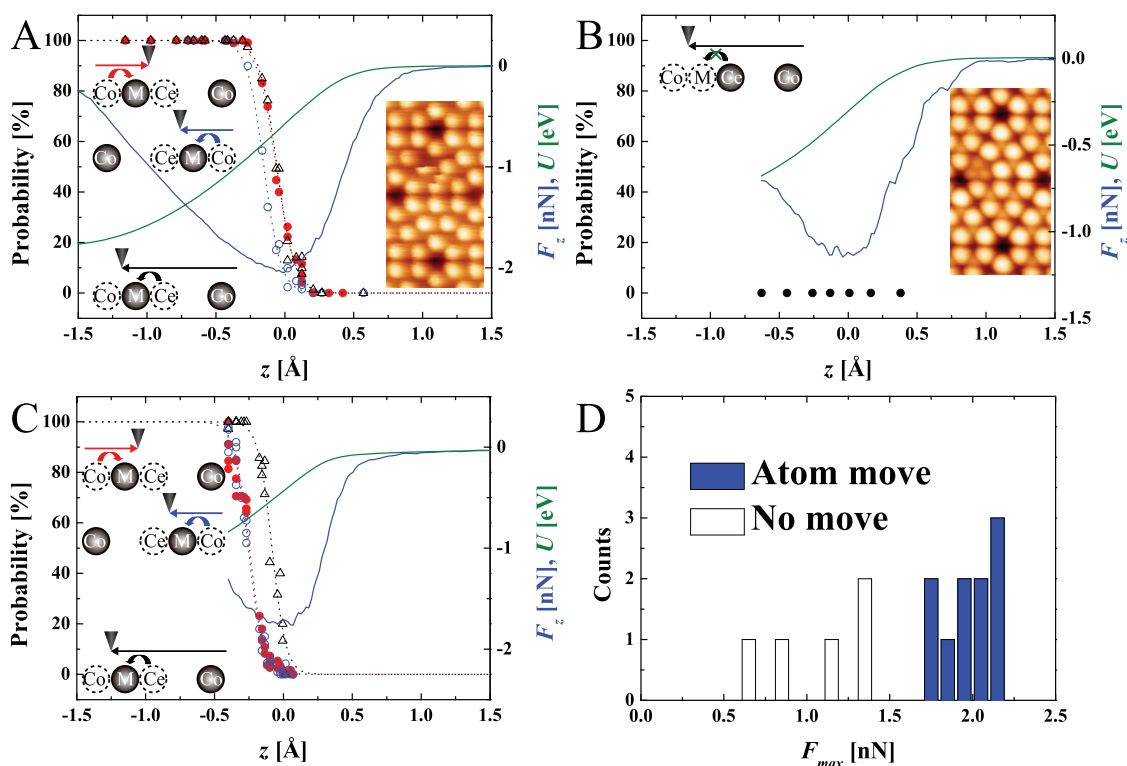 A
Probability [%]
100
80
60
40
20
0
-1.5 -1.0 -0.5 0.0 0.5 1.0 1.5
z [Å]
0
-1
-2
F_z [nN], U [eV]
Co M Ce Co
Co Ce M Co
Co M Ce Co
B
Probability [%]
100
80
60
40
20
0
-1.5 -1.0 -0.5 0.0 0.5 1.0 1.5
z [Å]
0.0
-0.5
-1.0
-1.5
F_z [nN], U [eV]
Co M Ce Co
C
Probability [%]
100
80
60
40
20
0
-1.5 -1.0 -0.5 0.0 0.5 1.0 1.5
z [Å]
0
-1
-2
F_z [nN], U [eV]
Co M Ce Co
Co Ce M Co
Co M Ce Co
D
Counts
5
4
3
2
1
0
0.0 0.5 1.0 1.5 2.0 2.5
F_max [nN]
Atom move
No move